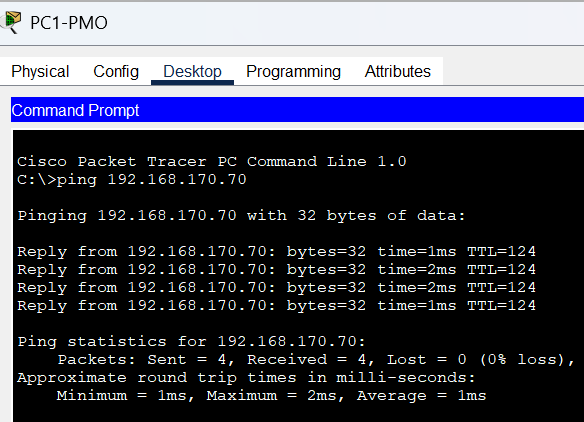 PC1-PMO
Physical Config Desktop Programming Attributes
Command Prompt
Cisco Packet Tracer PC Command Line 1.0
C:\>ping 192.168.170.70
Pinging 192.168.170.70 with 32 bytes of data:
Reply from 192.168.170.70: bytes=32 time=1ms TTL=124
Reply from 192.168.170.70: bytes=32 time=2ms TTL=124
Reply from 192.168.170.70: bytes=32 time=2ms TTL=124
Reply from 192.168.170.70: bytes=32 time=1ms TTL=124
Ping statistics for 192.168.170.70:
Packets: Sent = 4, Received = 4, Lost = 0 (0% loss),
Approximate round trip times in milli-seconds:
Minimum = 1ms, Maximum = 2ms, Average = 1ms